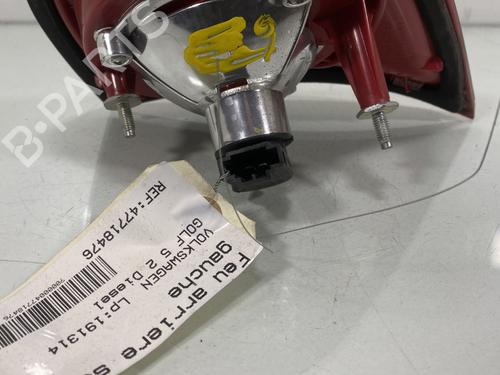 B-PARTS
Feu arriere s
gauche
VOLKSWAGEN
GOLF 5 2 Diesel
LP:191314
REF:47718476